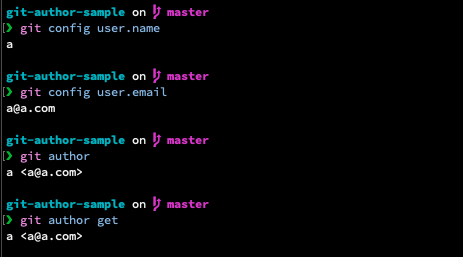 git-author-sample on master
❯ git config user.name
a
git-author-sample on master
❯ git config user.email
a@a.com
git-author-sample on master
❯ git author
a <a@a.com>
git-author-sample on master
❯ git author get
a <a@a.com>